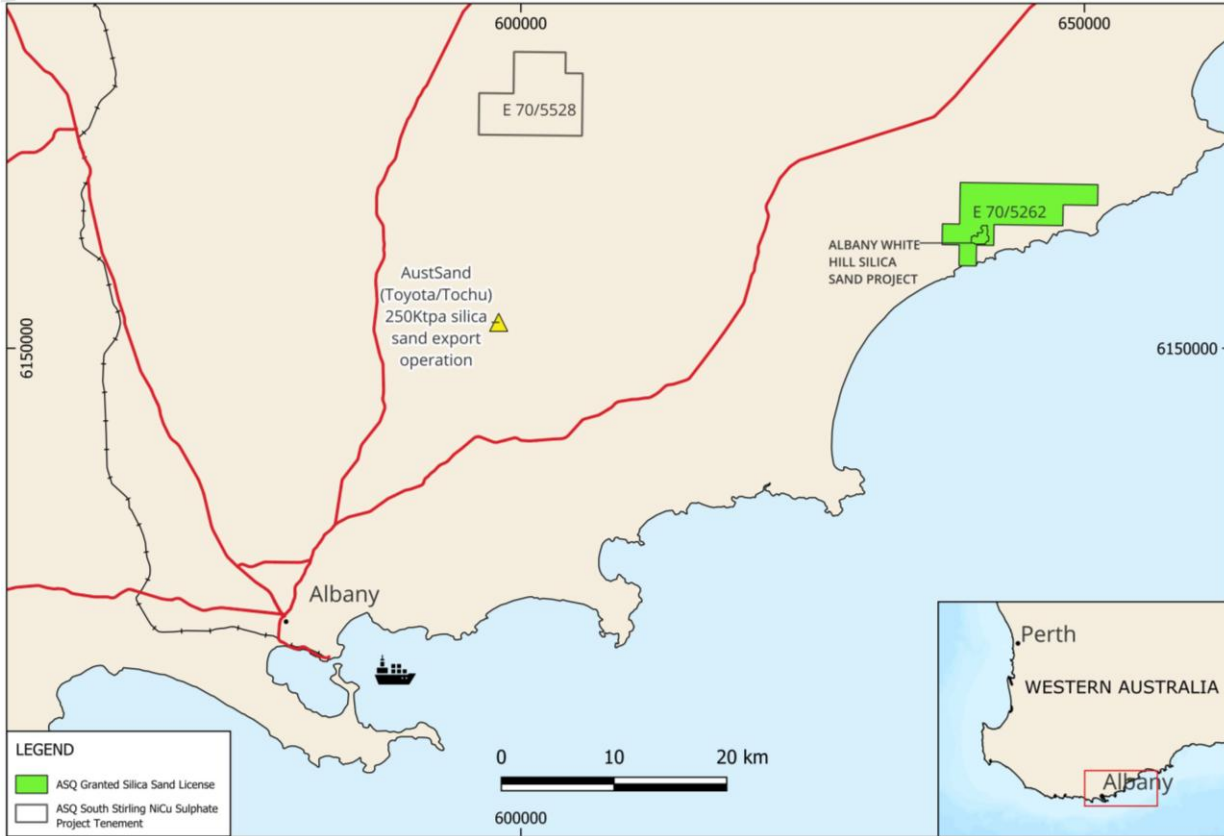 600000
650000
E 70/5528
E 70/5262
ALBANY WHITE
HILL SILICA
SAND PROJECT
AustSand
(Toyota/Tochu)
250Ktpa silica
sand export
operation
6150000
6150000
Albany
Perth
WESTERN AUSTRALIA
Albany
LEGEND
ASQ Granted Silica Sand License
ASQ South Stirling NiCu Sulphate
Project Tenement
0 10 20 km
600000